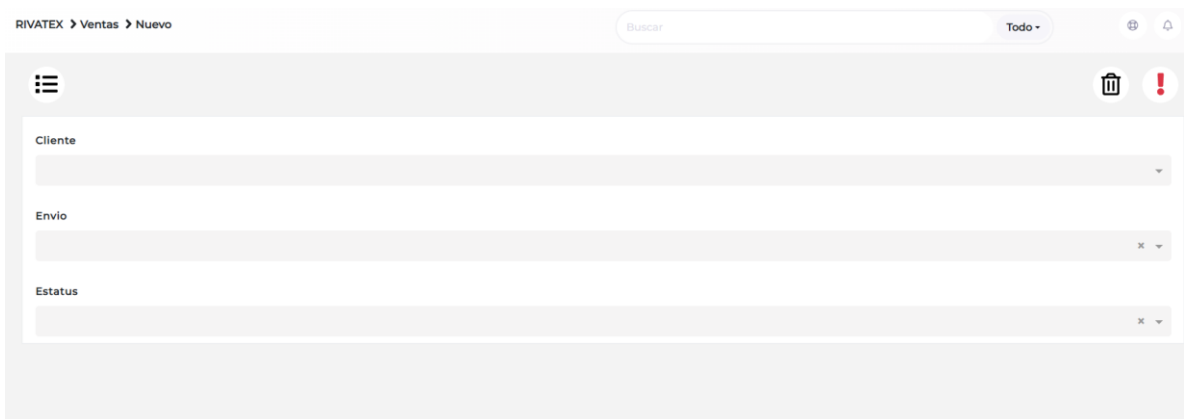 RIVATEX > Ventas > Nuevo
Buscar
Todo
Cliente
Envio
Estatus